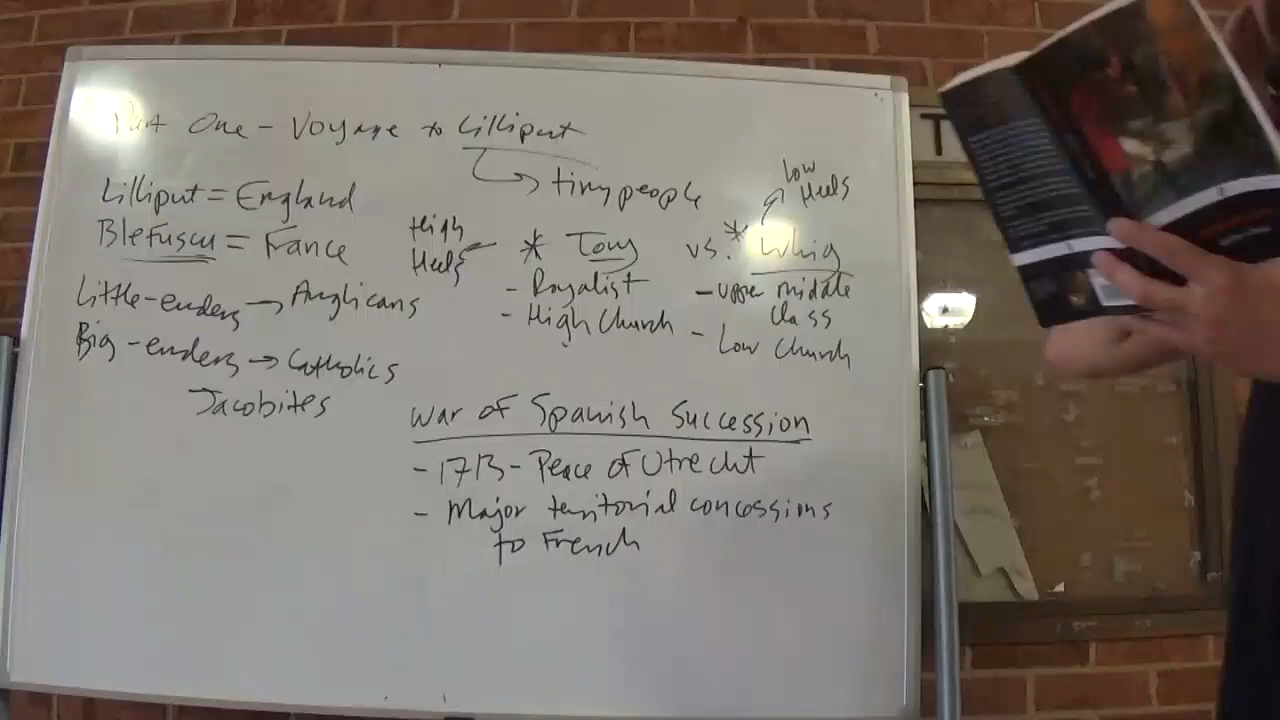 Part One - Voyage to Lilliput
tiny people
Lilliput = England
Blefuscu = France
Little-enders → Anglicans
Big-enders → Catholics
Jacobites
High
Heels
* Tory
- Royalist
- High Church
vs.
Low
Heels
* Whig
- upper middle
class
- Low Church
War of Spanish Succession
- 1713 - Peace of Utrecht
- Major territorial concessions
to French
T